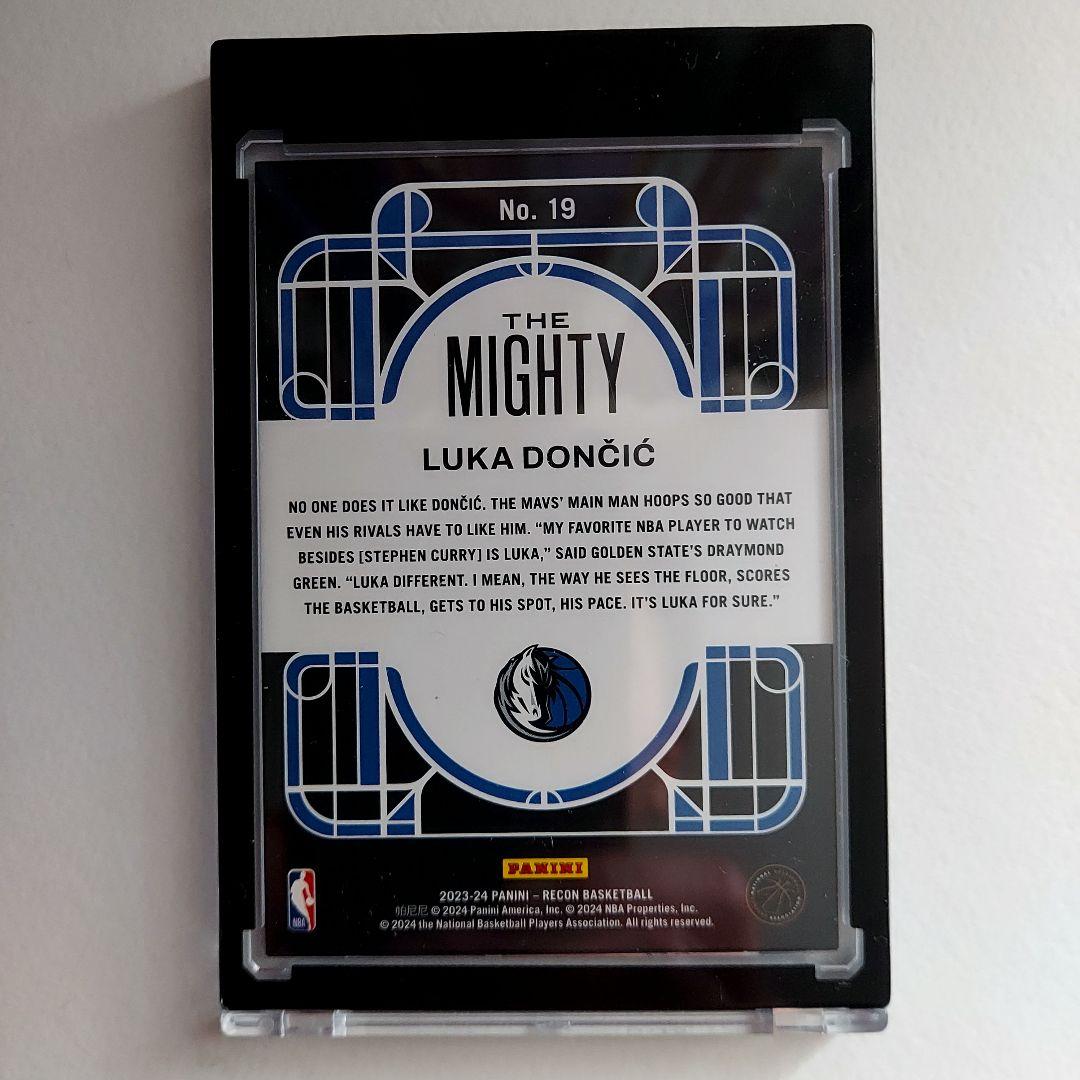 No. 19
THE
MIGHTY
LUKA DONČIĆ
NO ONE DOES IT LIKE DONČIĆ. THE MAVS' MAIN MAN HOOPS SO GOOD THAT
EVEN HIS RIVALS HAVE TO LIKE HIM. “MY FAVORITE NBA PLAYER TO WATCH
BESIDES [STEPHEN CURRY] IS LUKA,” SAID GOLDEN STATE'S DRAYMOND
GREEN. “LUKA DIFFERENT. I MEAN, THE WAY HE SEES THE FLOOR, SCORES
THE BASKETBALL, GETS TO HIS SPOT, HIS PACE. IT'S LUKA FOR SURE.”
PANINI
2023-24 PANINI – RECON BASKETBALL
帕尼尼 © 2024 Panini America, Inc. © 2024 NBA Properties, Inc.
© 2024 the National Basketball Players Association. All rights reserved.
NBA